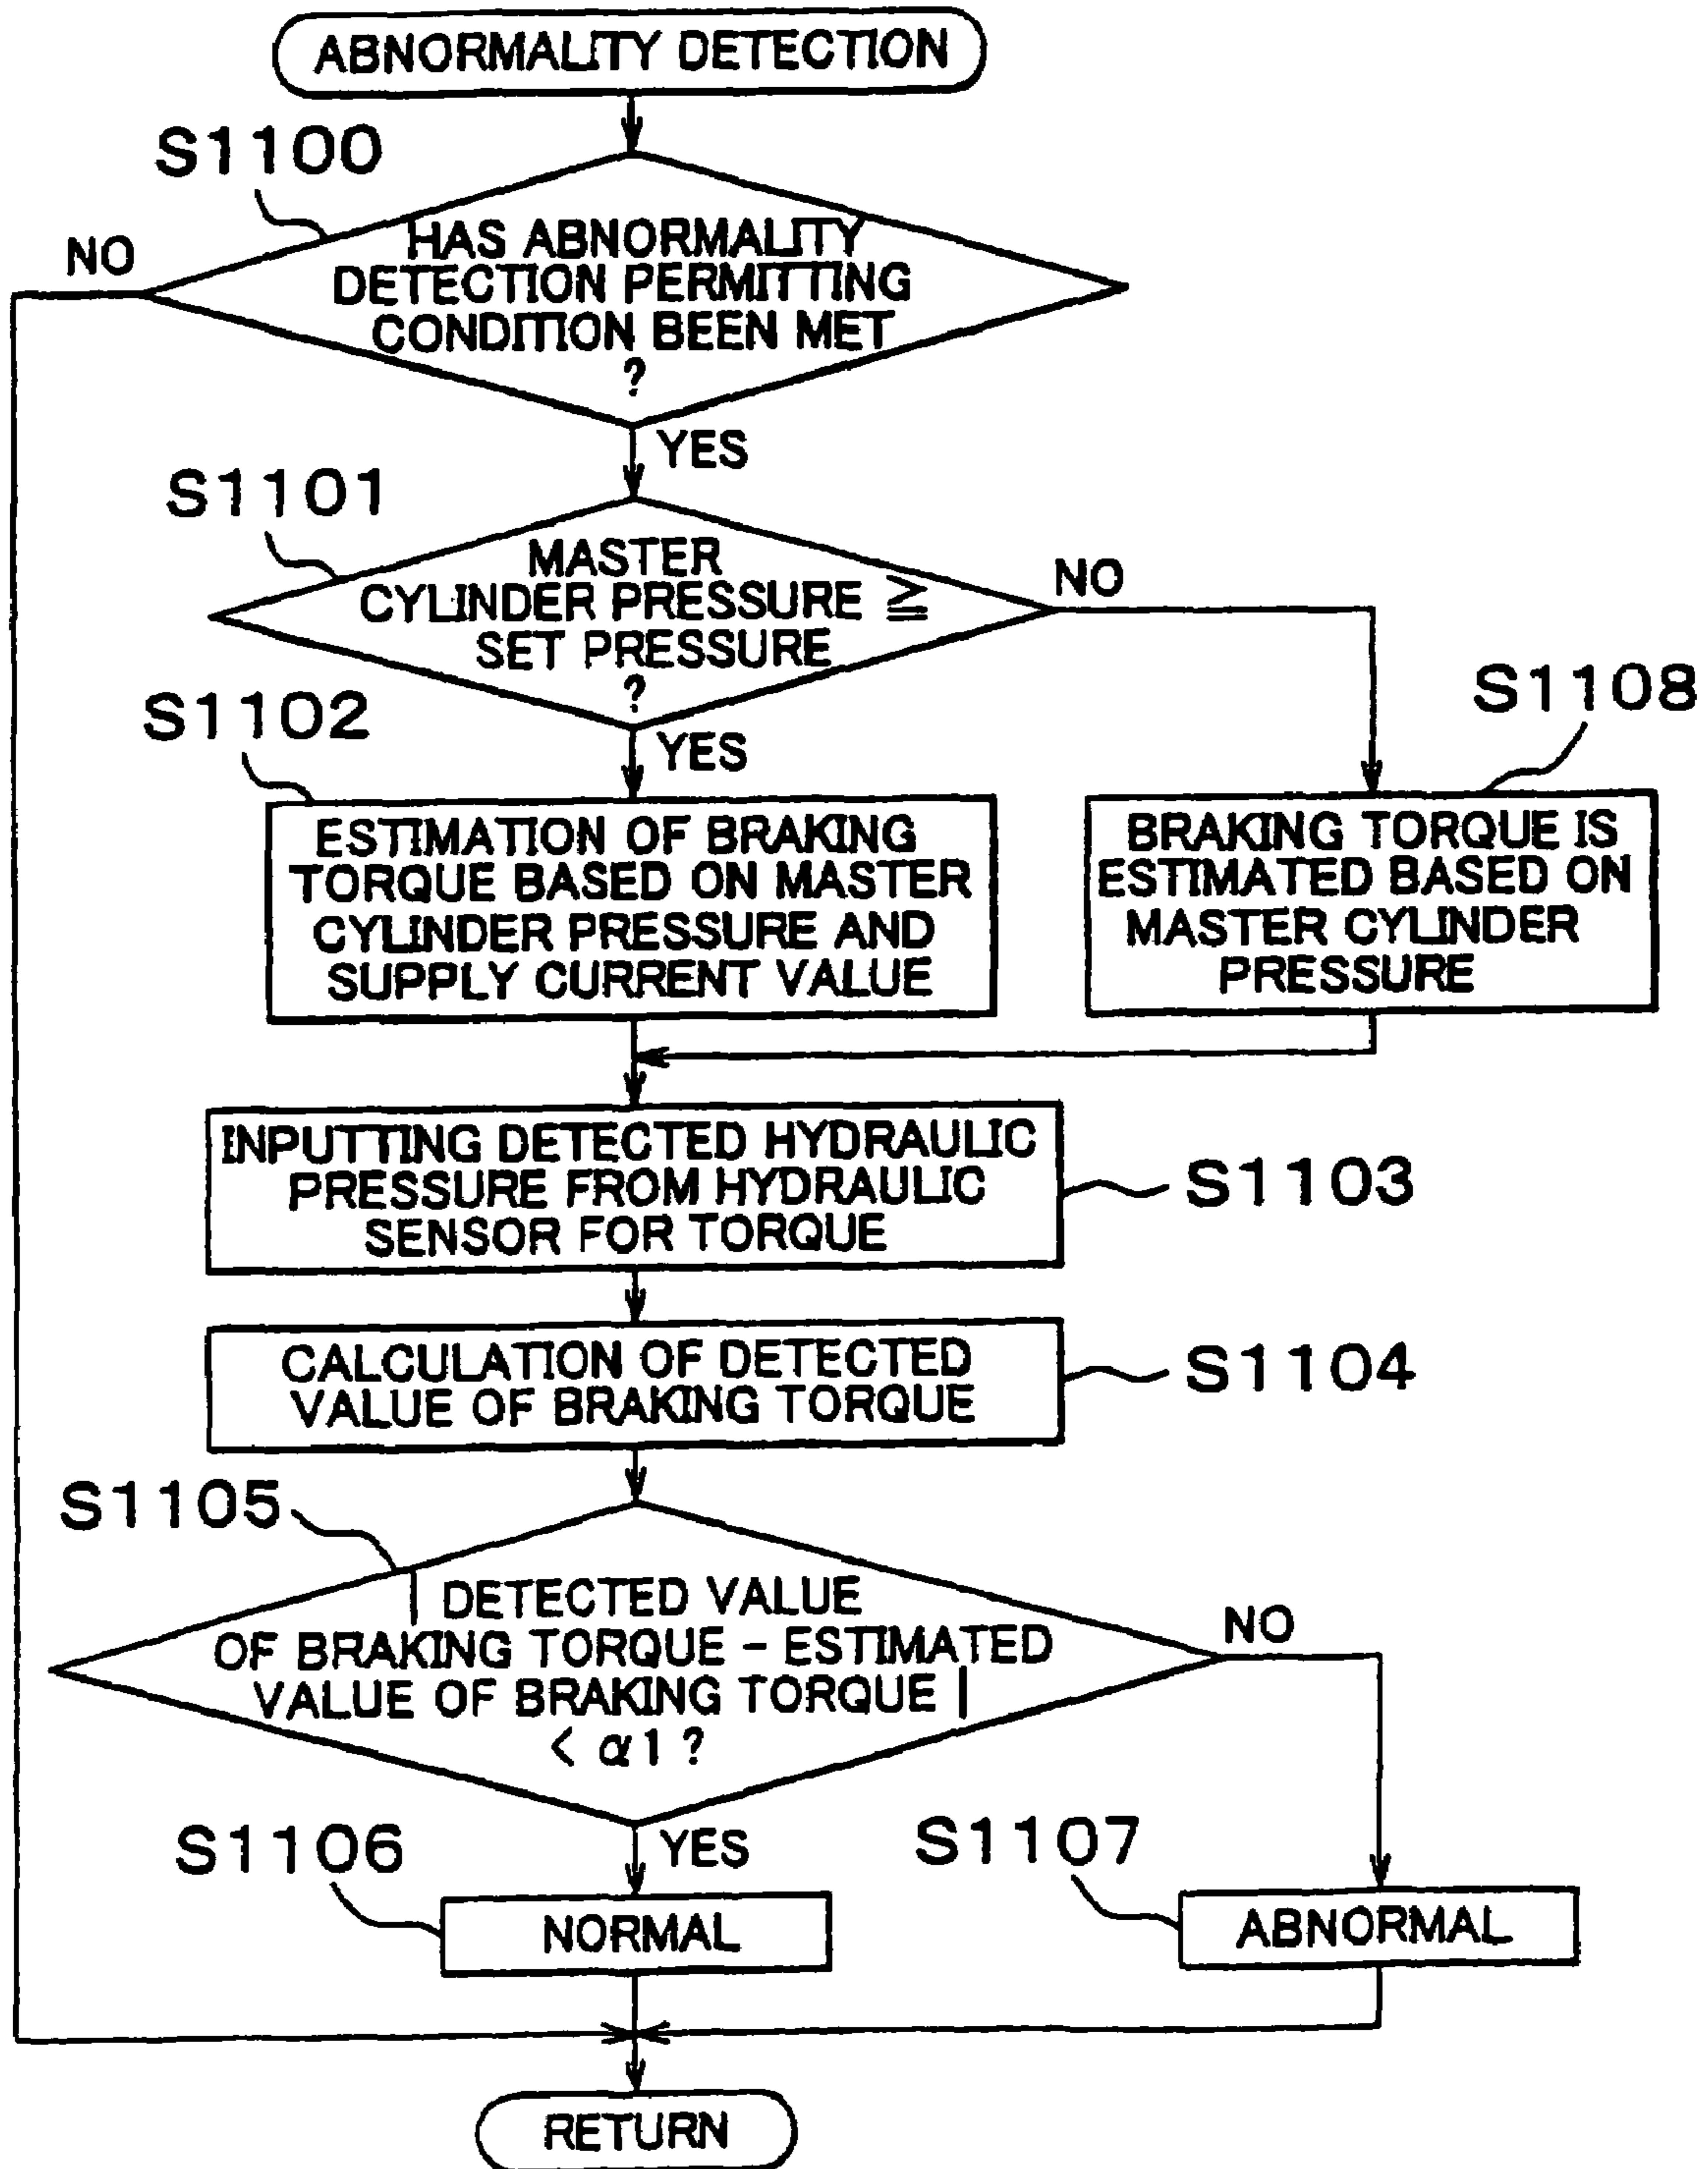 ABNORMALITY DETECTION
S1100
NO
HAS ABNORMALITY
DETECTION PERMITTING
CONDITION BEEN MET
?
YES
S1101
MASTER
CYLINDER PRESSURE ≧
SET PRESSURE
?
NO
YES
S1102
ESTIMATION OF BRAKING
TORQUE BASED ON MASTER
CYLINDER PRESSURE AND
SUPPLY CURRENT VALUE
S1108
BRAKING TORQUE IS
ESTIMATED BASED ON
MASTER CYLINDER
PRESSURE
INPUTTING DETECTED HYDRAULIC
PRESSURE FROM HYDRAULIC
SENSOR FOR TORQUE
S1103
CALCULATION OF DETECTED
VALUE OF BRAKING TORQUE
S1104
S1105
| DETECTED VALUE
OF BRAKING TORQUE – ESTIMATED
VALUE OF BRAKING TORQUE |
< α1 ?
NO
YES
S1106
NORMAL
S1107
ABNORMAL
RETURN